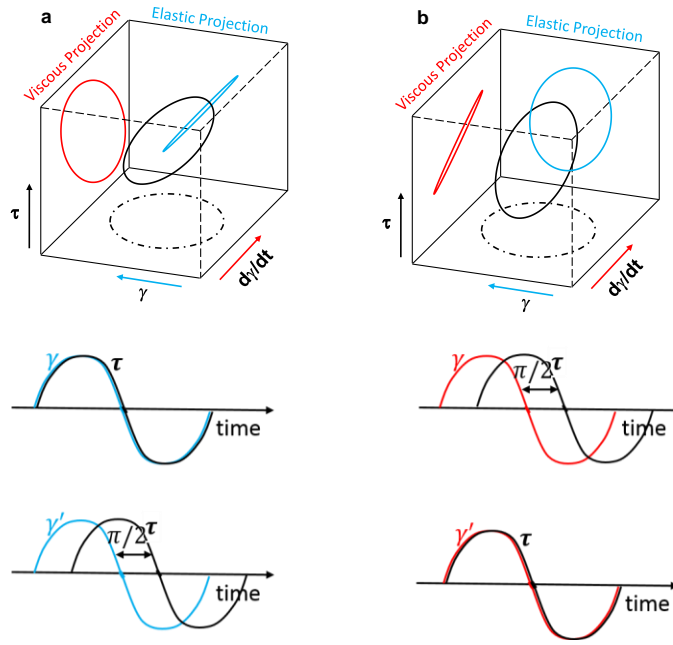 a
Viscous Projection
Elastic Projection
τ
γ
dγ/dt
b
Viscous Projection
Elastic Projection
τ
γ
dγ/dt
γ
τ
time
γ
π/2
τ
time
γ′
π/2
τ
time
γ′
τ
time